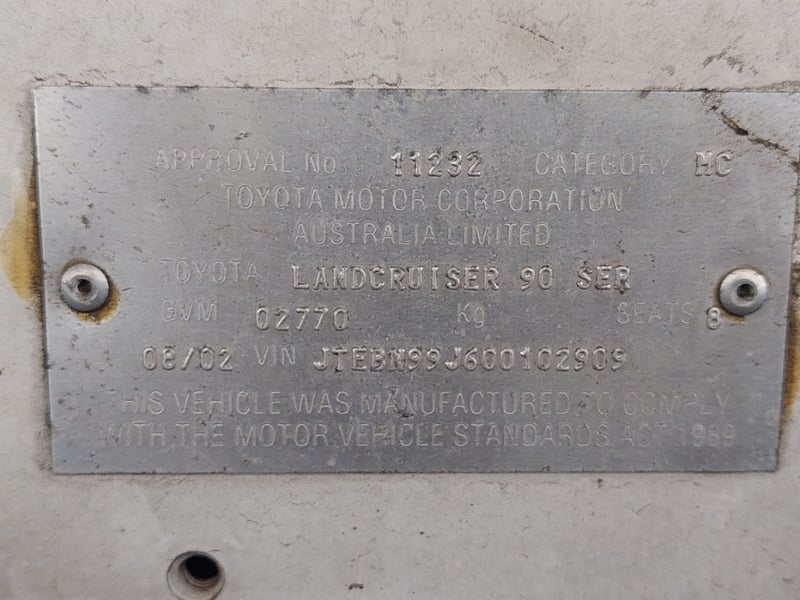 APPROVAL No 11232 CATEGORY MC
TOYOTA MOTOR CORPORATION
AUSTRALIA LIMITED
TOYOTA LANDCRUISER 90 SER
GVM 02770 Kg SEATS 8
08/02 VIN JTEBN99J600102909
THIS VEHICLE WAS MANUFACTURED TO COMPLY
WITH THE MOTOR VEHICLE STANDARDS ACT 1989